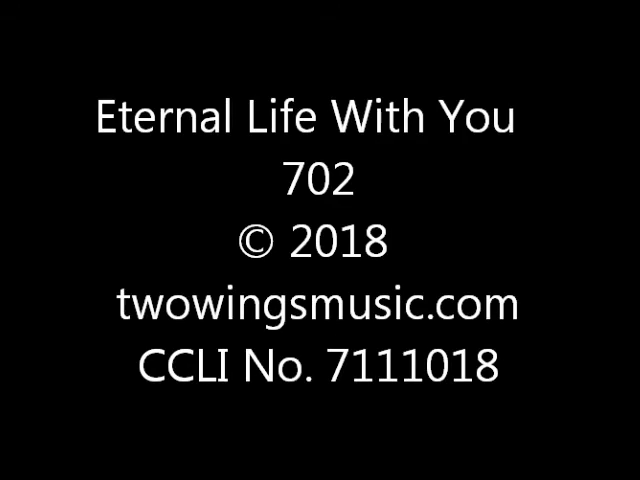 Eternal Life With You
702
© 2018
twowingsmusic.com
CCLI No. 7111018